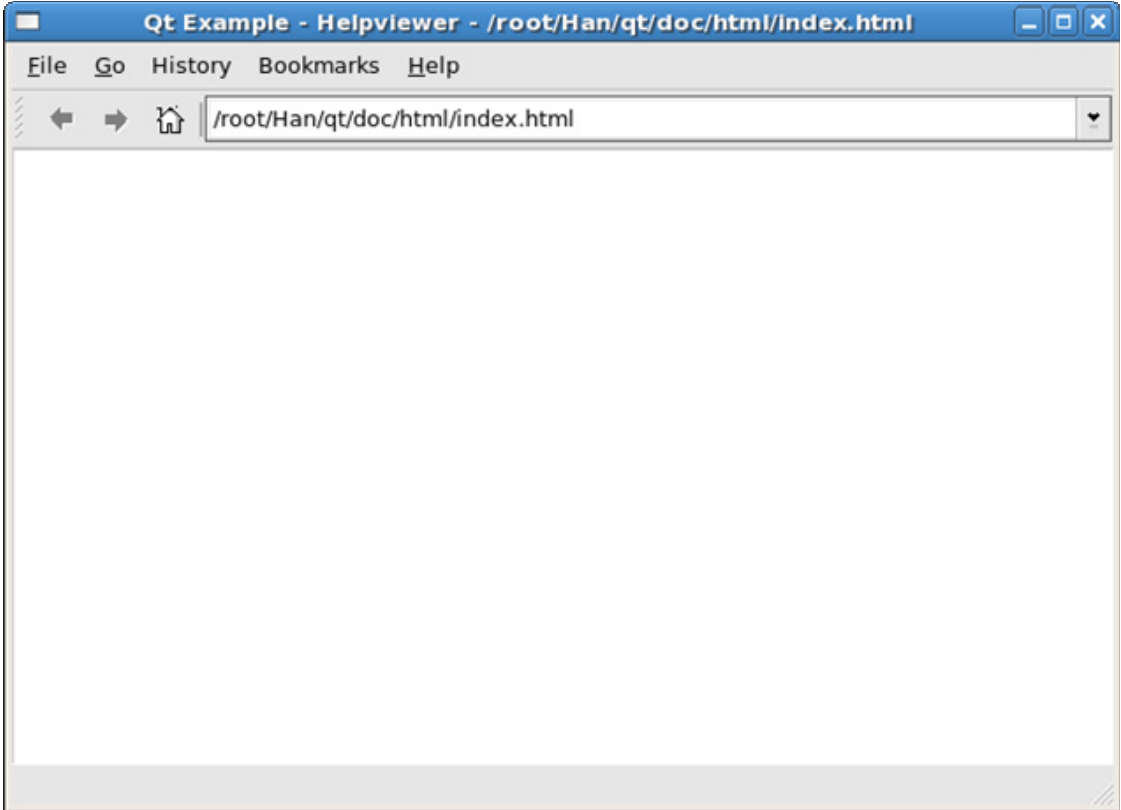 Qt Example - Helpviewer - /root/Han/qt/doc/html/index.html
File Go History Bookmarks Help
/root/Han/qt/doc/html/index.html